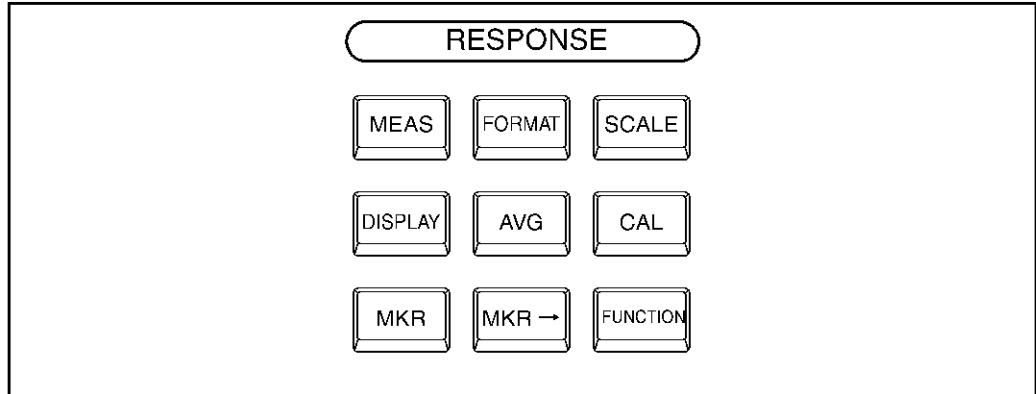 RESPONSE
MEAS FORMAT SCALE
DISPLAY AVG CAL
MKR MKR → FUNCTION